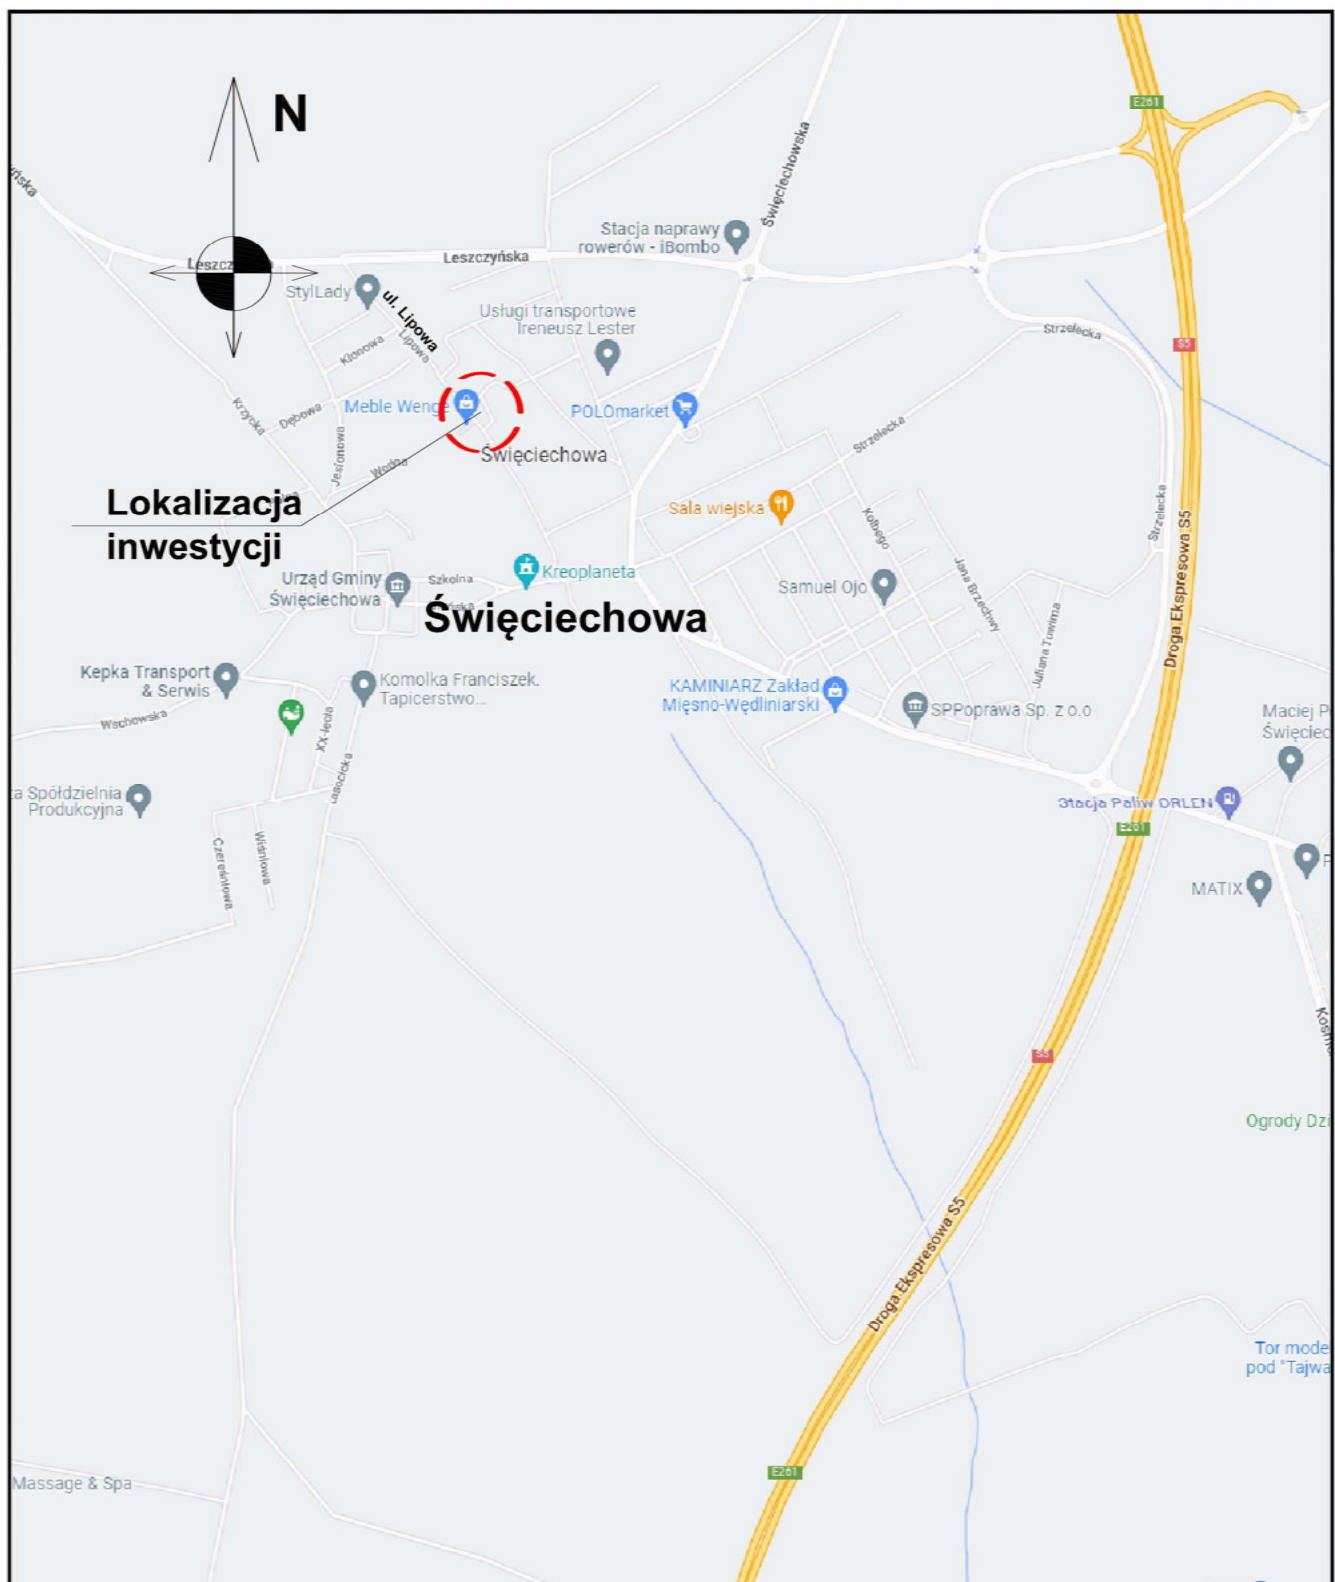 N
E261
Święciechowska
Stacja naprawy
rowerów - iBombo
Leszczyńska
StylLady
ul. Lipowa
Lipowa
Usługi transportowe
Ireneusz Lester
Klonowa
Strzelecka
S5
Krzycka
Dębowa
Meble Wenge
POLOmarket
Jesionowa
Wodna
Święciechowa
Strzelecka
Lokalizacja
inwestycji
Sala wiejska
Kolbego
Strzelecka
Droga Ekspresowa S5
Urząd Gminy
Święciechowa
Szkolna
Kreoplaneta
Samuel Ojo
Jana Brzechwy
Juliana Tuwima
Święciechowa
Kepka Transport
& Serwis
Komolka Franciszek.
Tapicerstwo...
KAMINIARZ Zakład
Mięsno-Wędliniarski
SPPoprawa Sp. z o.o
Maciej P
Święciec
Wschowska
XX-lecia
Lasocicka
a Spółdzielnia
Produkcyjna
Stacja Paliw ORLEN
E261
Czereśniowa
Wiśniowa
MATIX
S5
Ogrody Dzi
Droga Ekspresowa S5
Tor mode
pod "Tajwa
E261
Massage & Spa